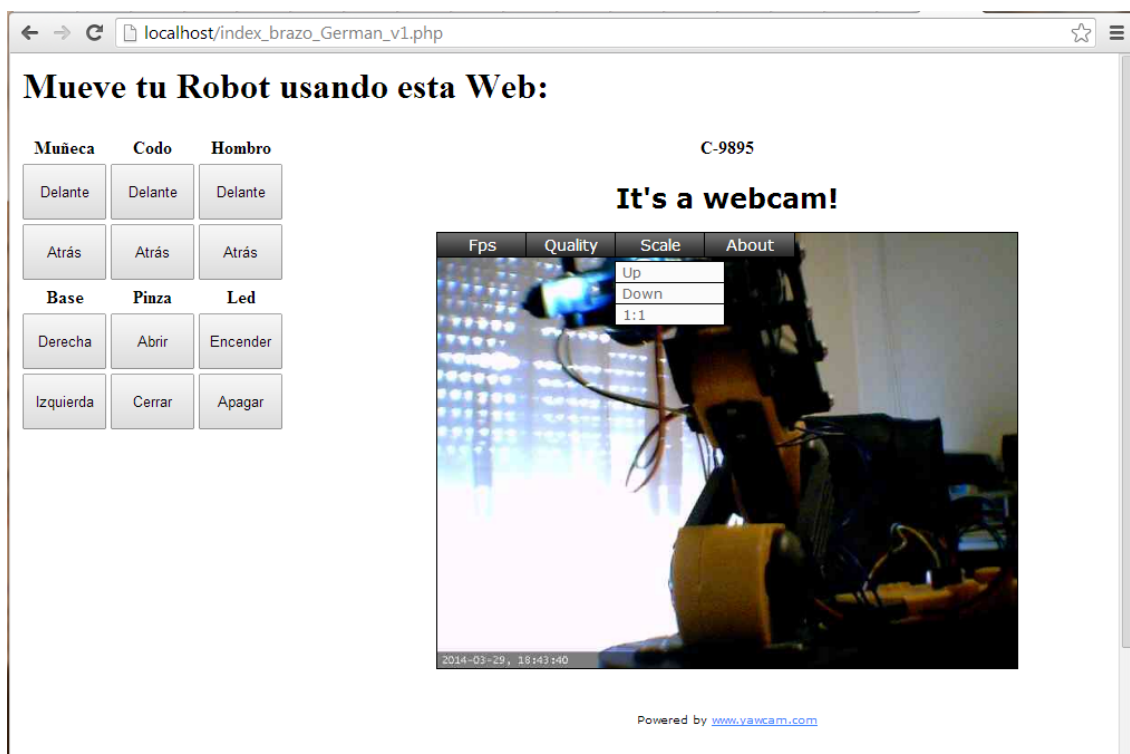 localhost/index_brazo_German_v1.php
Mueve tu Robot usando esta Web:
Muñeca Codo Hombro
Delante Delante Delante
Atrás Atrás Atrás
Base Pinza Led
Derecha Abrir Encender
Izquierda Cerrar Apagar
C-9895
It's a webcam!
Fps Quality Scale About
Up
Down
1:1
2014-03-29, 18:43:40
Powered by www.yawcam.com